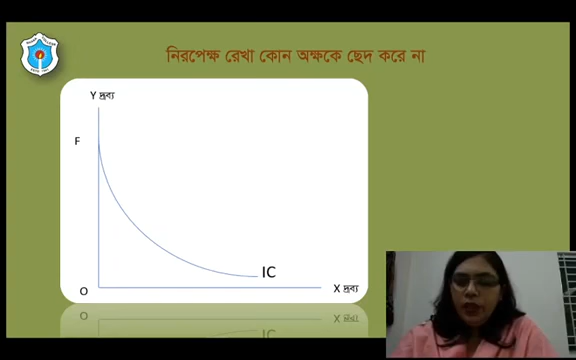 নিরপেক্ষ রেখা কোন অক্ষকে ছেদ করে না
Y দ্রব্য
F
IC
O
X দ্রব্য